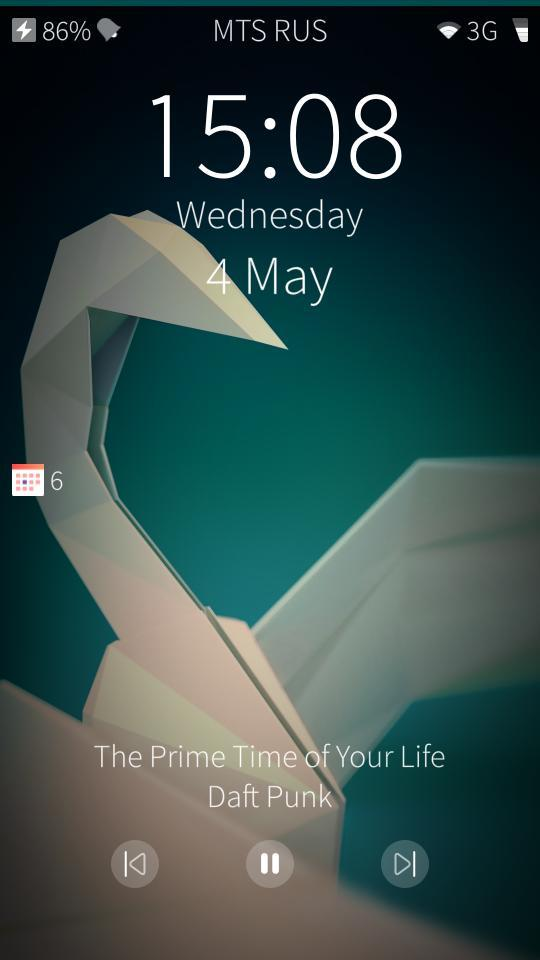 86%
MTS RUS
3G
15:08
Wednesday
4 May
6
The Prime Time of Your Life
Daft Punk